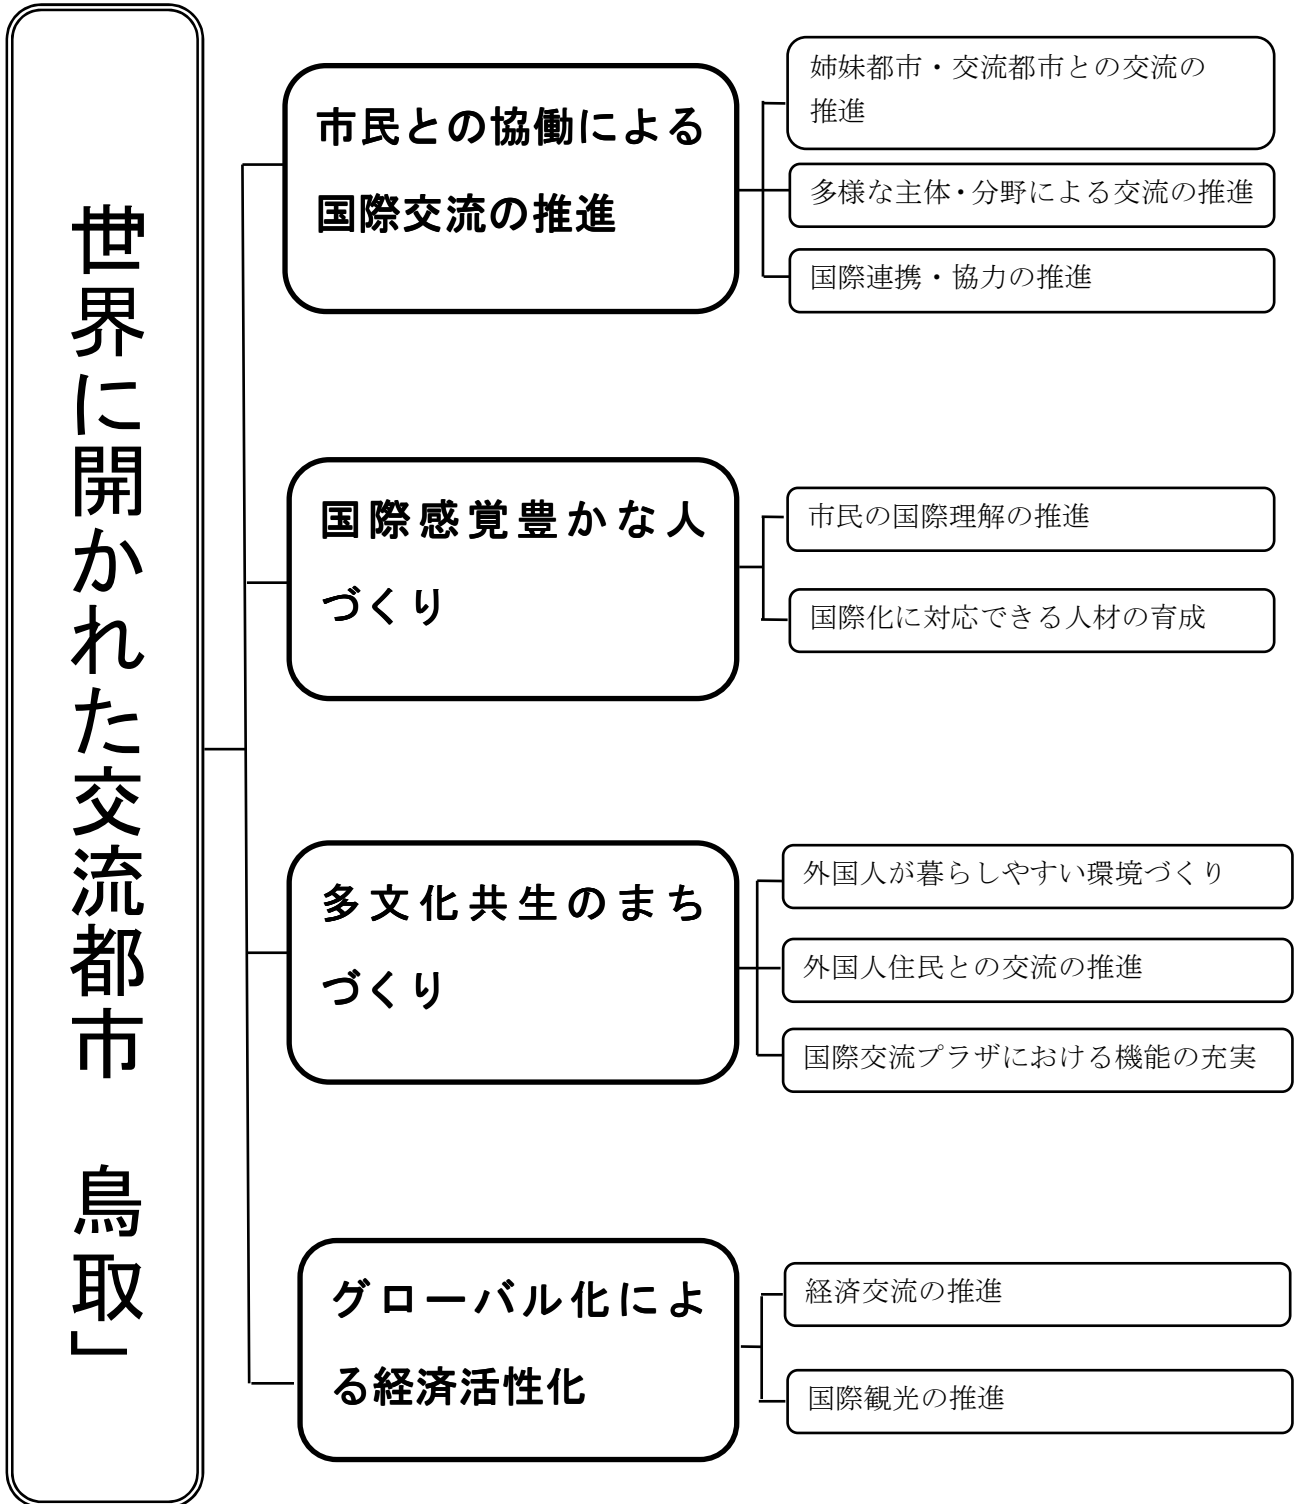 世界に開かれた交流都市　鳥取」
市民との協働による
国際交流の推進
姉妹都市・交流都市との交流の
推進
多様な主体・分野による交流の推進
国際連携・協力の推進
国際感覚豊かな人
づくり
市民の国際理解の推進
国際化に対応できる人材の育成
多文化共生のまち
づくり
外国人が暮らしやすい環境づくり
外国人住民との交流の推進
国際交流プラザにおける機能の充実
グローバル化によ
る経済活性化
経済交流の推進
国際観光の推進